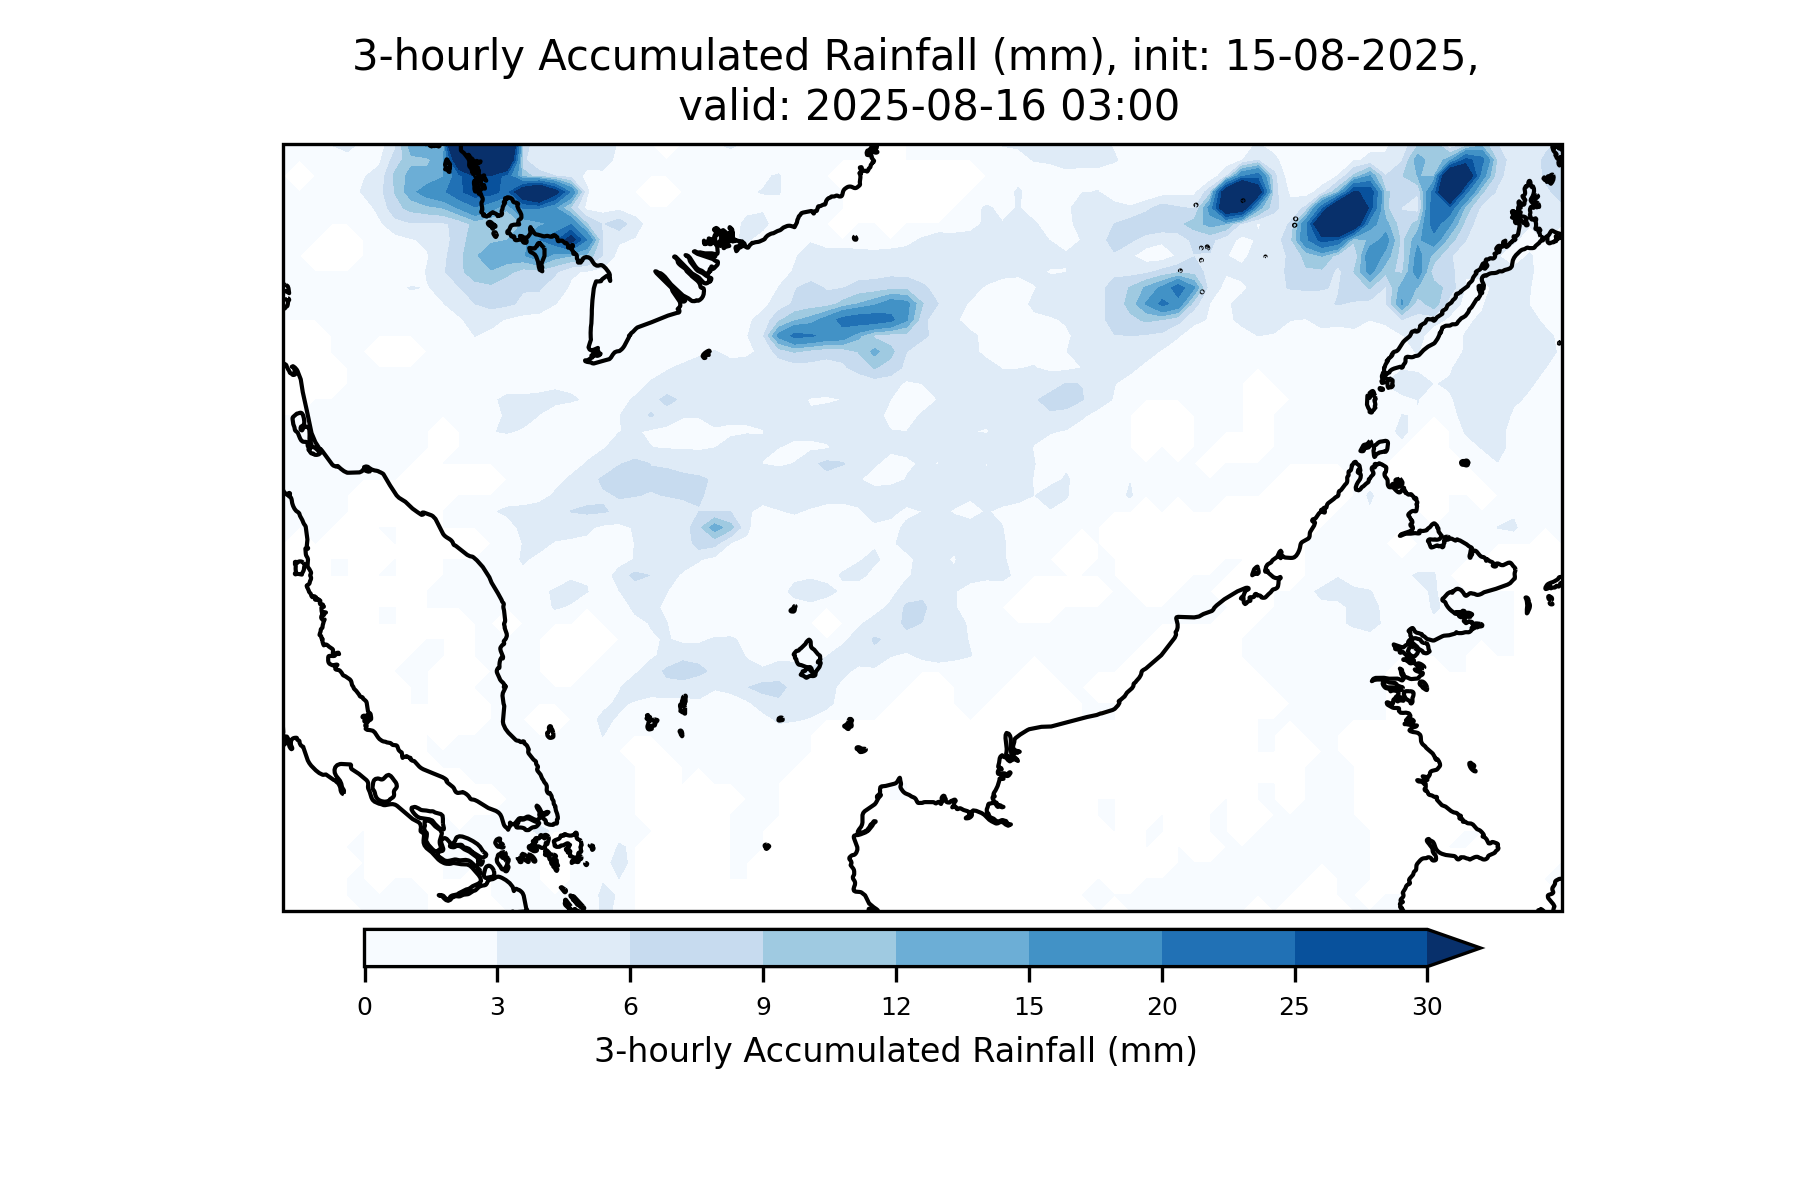 3-hourly Accumulated Rainfall (mm), init: 15-08-2025,
valid: 2025-08-16 03:00
0 3 6 9 12 15 20 25 30
3-hourly Accumulated Rainfall (mm)